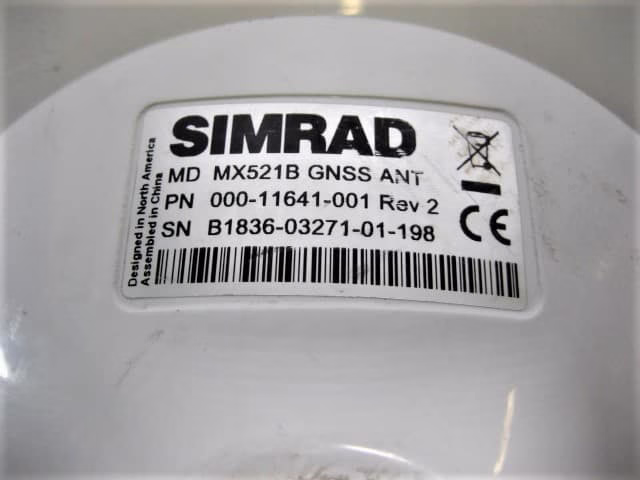 SIMRAD
MD MX521B GNSS ANT
PN 000-11641-001 Rev 2
SN B1836-03271-01-198
Designed in North America
Assembled in China
CE